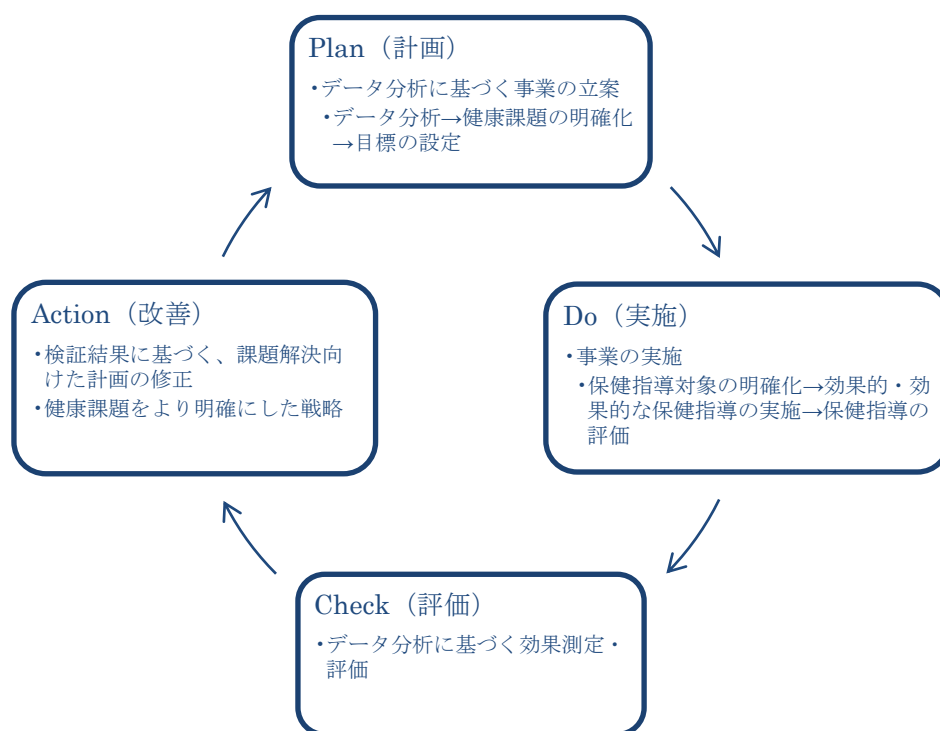 Plan（計画）
・データ分析に基づく事業の立案
・データ分析→健康課題の明確化
→目標の設定
Do（実施）
・事業の実施
・保健指導対象の明確化→効果的・効
果的な保健指導の実施→保健指導の
評価
Check（評価）
・データ分析に基づく効果測定・
評価
Action（改善）
・検証結果に基づく、課題解決向
けた計画の修正
・健康課題をより明確にした戦略